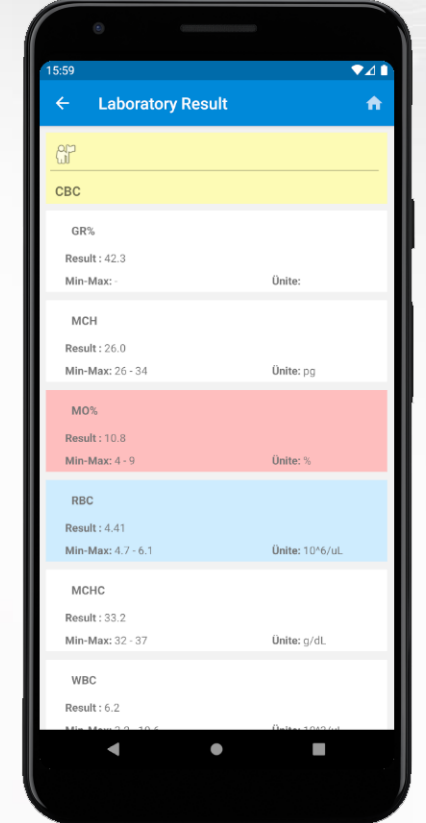 15:59
Laboratory Result
CBC
GR%
Result : 42.3
Min-Max: - Ünite:
MCH
Result : 26.0
Min-Max: 26 - 34 Ünite: pg
MO%
Result : 10.8
Min-Max: 4 - 9 Ünite: %
RBC
Result : 4.41
Min-Max: 4.7 - 6.1 Ünite: 10^6/uL
MCHC
Result : 33.2
Min-Max: 32 - 37 Ünite: g/dL
WBC
Result : 6.2